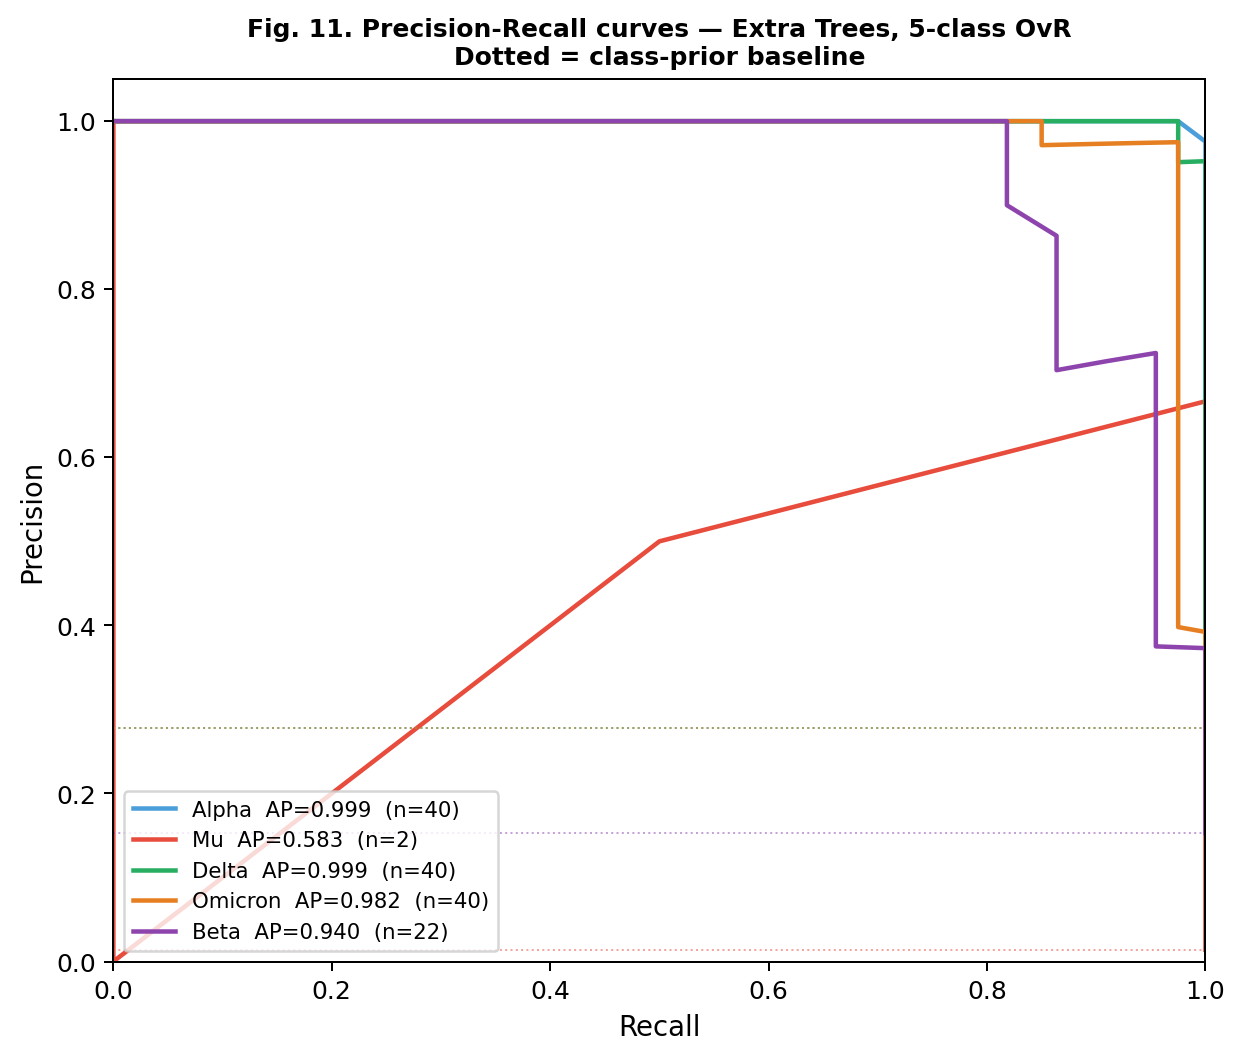 Fig. 11. Precision-Recall curves — Extra Trees, 5-class OvR
Dotted = class-prior baseline
Precision
1.0
0.8
0.6
0.4
0.2
0.0
Alpha  AP=0.999  (n=40)
Mu  AP=0.583  (n=2)
Delta  AP=0.999  (n=40)
Omicron  AP=0.982  (n=40)
Beta  AP=0.940  (n=22)
0.0 0.2 0.4 0.6 0.8 1.0
Recall